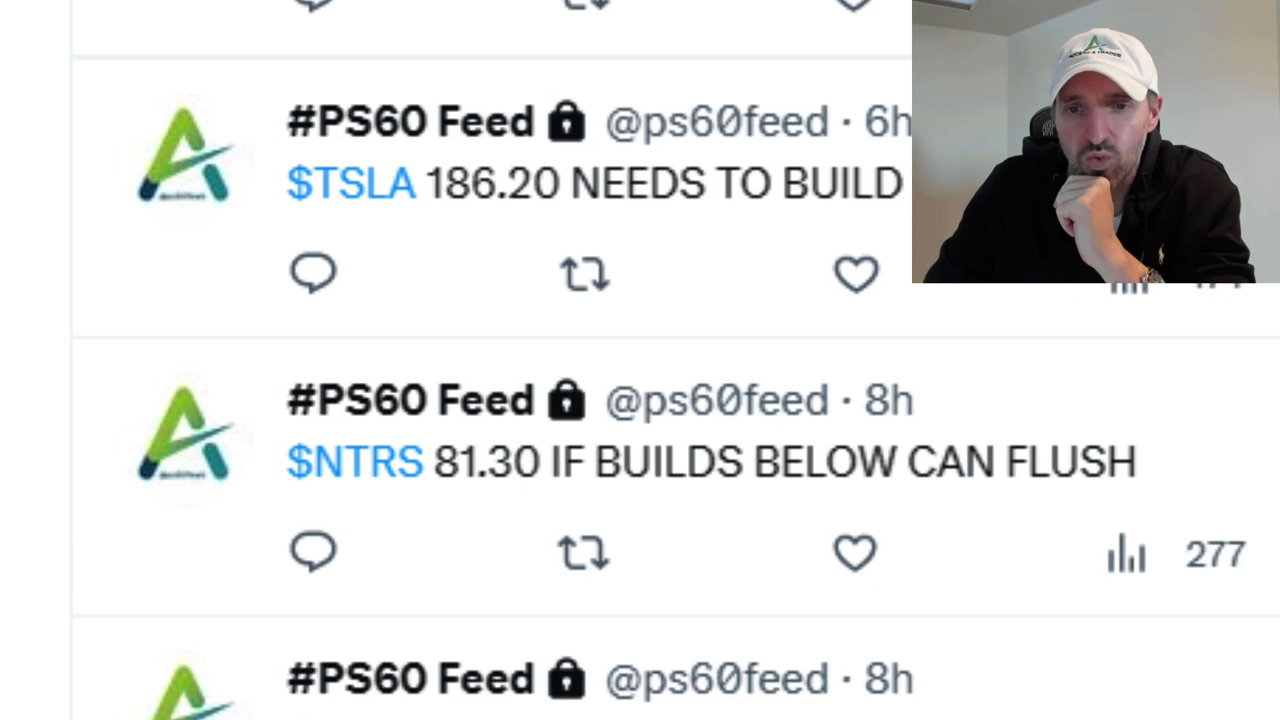 #PS60 Feed @ps60feed · 6h
$TSLA 186.20 NEEDS TO BUILD
#PS60 Feed @ps60feed · 8h
$NTRS 81.30 IF BUILDS BELOW CAN FLUSH
277
#PS60 Feed @ps60feed · 8h